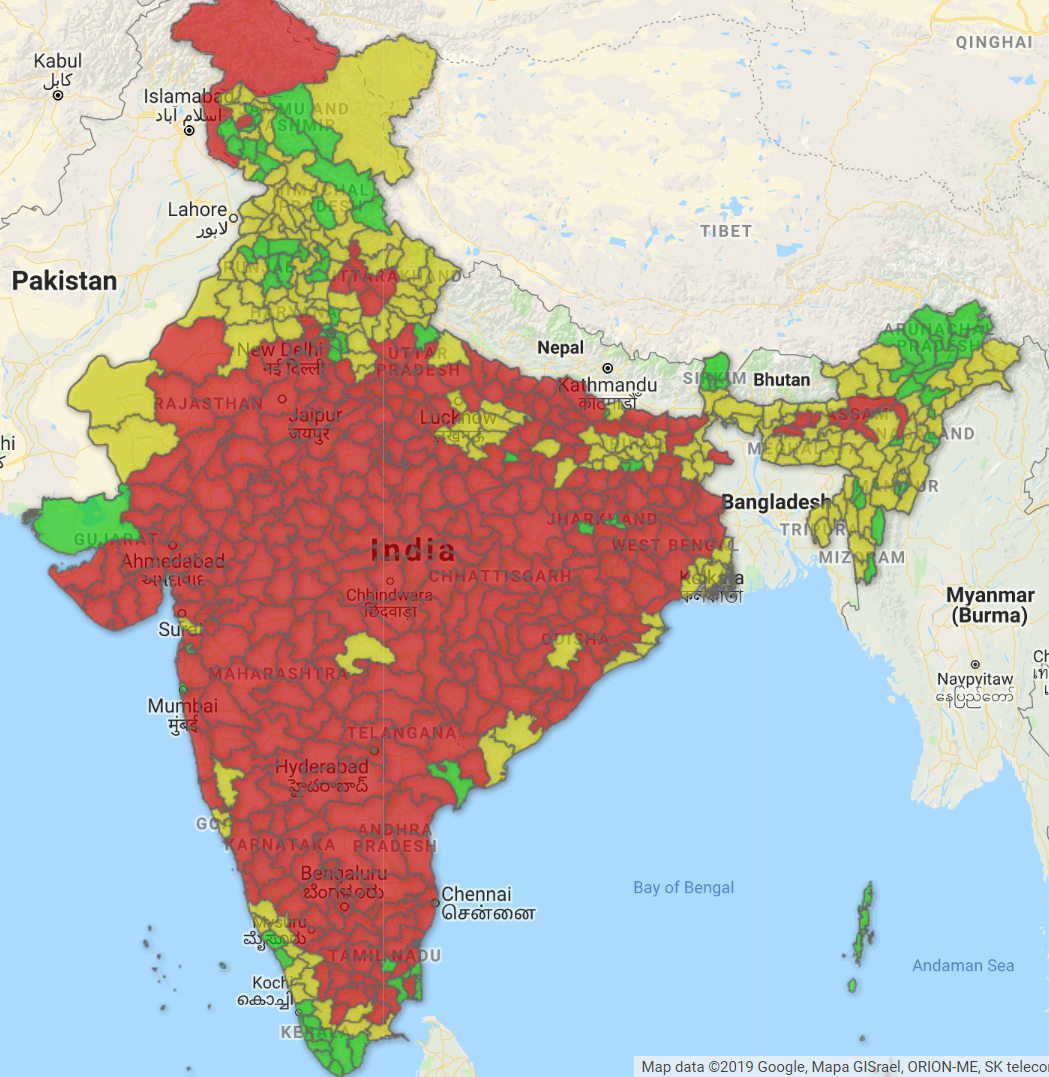 QINGHAI
Kabul
کابل
Islamabad
اسلام آباد
JAMMU AND
KASHMIR
HIMACHAL
PRADESH
Lahore
لاہور
TIBET
Pakistan
PUNJAB
UTTARAKHAND
HARYANA
ARUNACHAL
PRADESH
New Delhi
नई दिल्ली
UTTAR
PRADESH
Nepal
Kathmandu
काठमाडौँ
SIKKIM
Bhutan
RAJASTHAN
Jaipur
जयपुर
Lucknow
लखनऊ
ASSAM
NAGALAND
BIHAR
MEGHALAYA
hi
MANIPUR
Bangladesh
GUJARAT
JHARKHAND
TRIPURA
India
WEST BENGAL
MIZORAM
Ahmedabad
અમદાવાદ
CHHATTISGARH
Kolkata
কলকাতা
Chhindwara
छिंदवाड़ा
Myanmar
(Burma)
Surat
ODISHA
MAHARASHTRA
Naypyitaw
နေပြည်တော်
Mumbai
मुंबई
TELANGANA
Hyderabad
హైదరాబాద్
GOA
ANDHRA
PRADESH
KARNATAKA
Bengaluru
ಬೆಂಗಳೂರು
Chennai
சென்னை
Bay of Bengal
Mysuru
ಮೈಸೂರು
TAMIL NADU
Andaman Sea
Kochi
കൊച്ചി
KERALA
Map data ©2019 Google, Mapa GISrael, ORION-ME, SK teleco